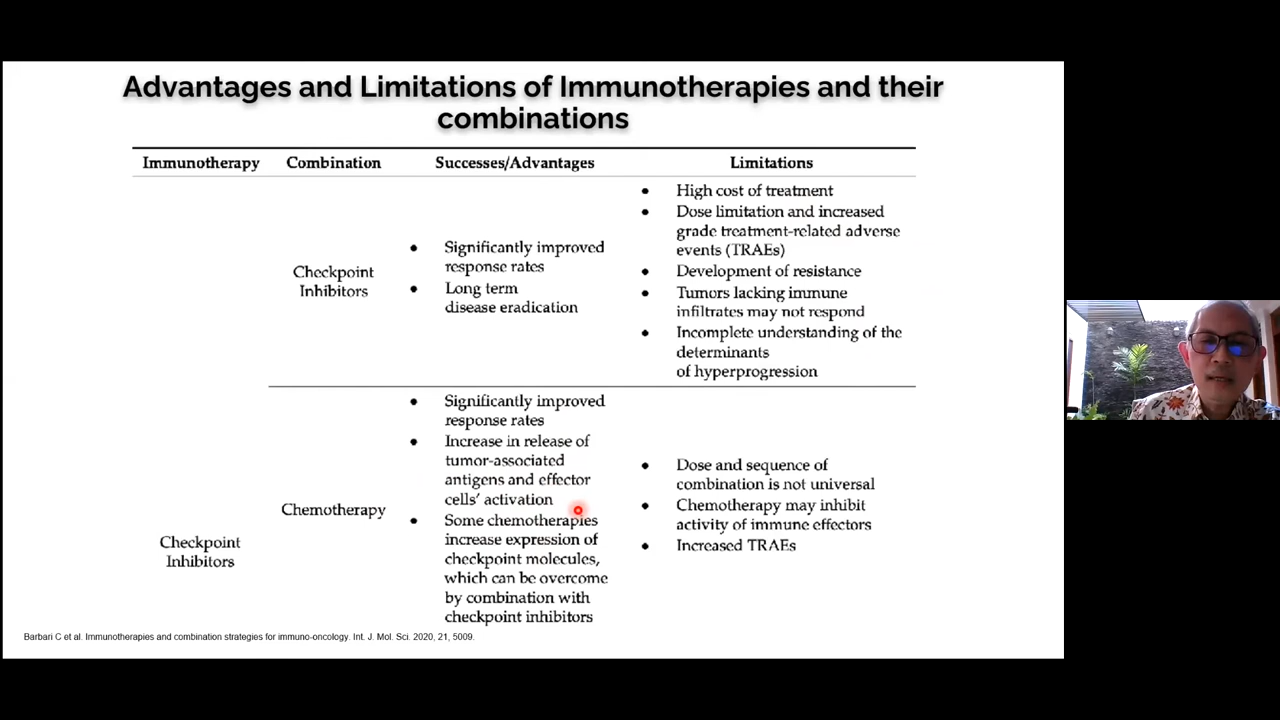 Advantages and Limitations of Immunotherapies and their
combinations
Immunotherapy Combination Successes/Advantages Limitations
Checkpoint
Inhibitors
• Significantly improved
response rates
• Long term
disease eradication
• High cost of treatment
• Dose limitation and increased
grade treatment-related adverse
events (TRAEs)
• Development of resistance
• Tumors lacking immune
infiltrates may not respond
• Incomplete understanding of the
determinants
of hyperprogression
Checkpoint
Inhibitors
Chemotherapy
• Significantly improved
response rates
• Increase in release of
tumor-associated
antigens and effector
cells’ activation
• Some chemotherapies
increase expression of
checkpoint molecules,
which can be overcome
by combination with
checkpoint inhibitors
• Dose and sequence of
combination is not universal
• Chemotherapy may inhibit
activity of immune effectors
• Increased TRAEs
Barbari C et al. Immunotherapies and combination strategies for immuno-oncology. Int. J. Mol. Sci. 2020, 21, 5009.